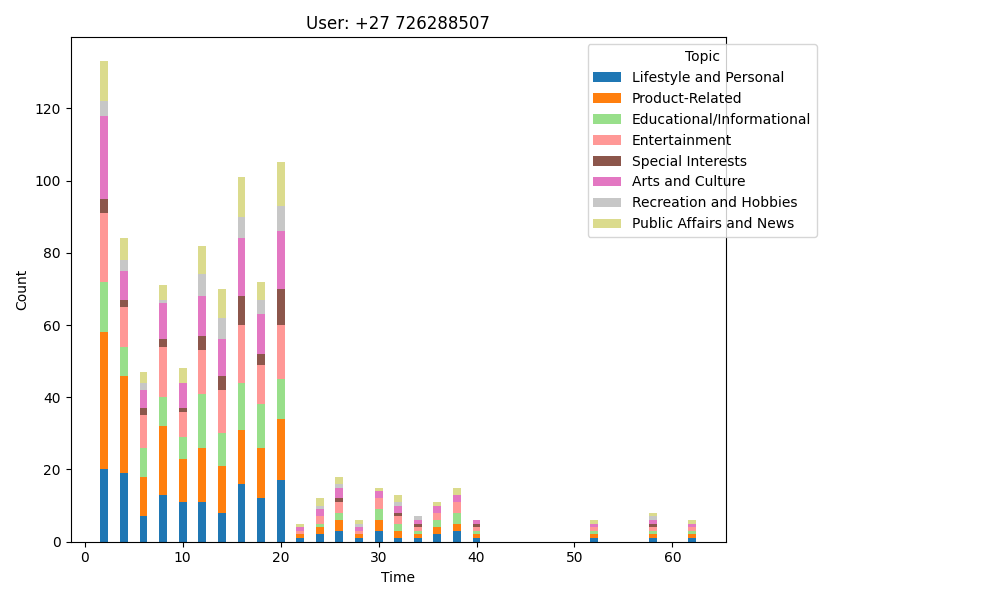 User: +27 726288507
Topic
Lifestyle and Personal
Product-Related
Educational/Informational
Entertainment
Special Interests
Arts and Culture
Recreation and Hobbies
Public Affairs and News
Count
120
100
80
60
40
20
0
0 10 20 30 40 50 60
Time